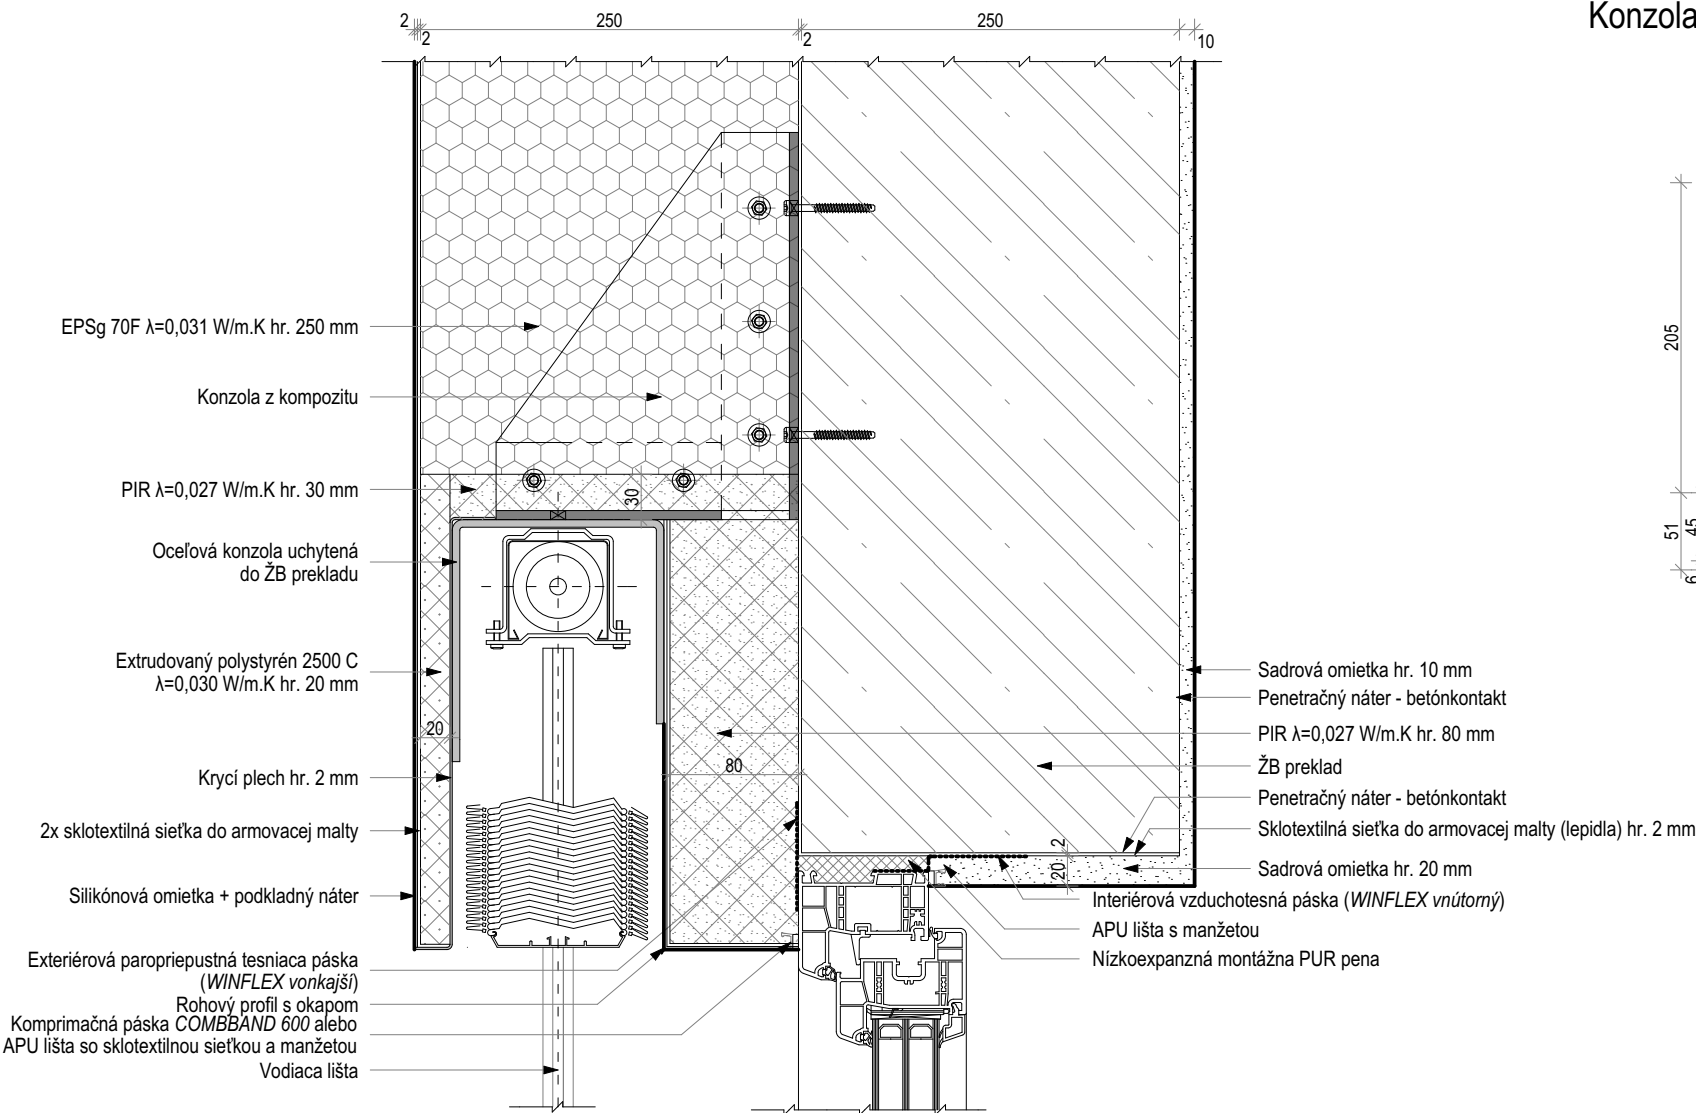 2 250 250
2 2 10
Konzola
EPSg 70F λ=0,031 W/m.K hr. 250 mm
Konzola z kompozitu
PIR λ=0,027 W/m.K hr. 30 mm
Oceľová konzola uchytená
do ŽB prekladu
Extrudovaný polystyrén 2500 C
λ=0,030 W/m.K hr. 20 mm
Krycí plech hr. 2 mm
2x sklotextilná sieťka do armovacej malty
Silikónová omietka + podkladný náter
Exteriérová paropriepustná tesniaca páska
(WINFLEX vonkajší)
Rohový profil s okapom
Komprimačná páska COMBBAND 600 alebo
APU lišta so sklotextilnou sieťkou a manžetou
Vodiaca lišta
30
20
80
2
20
Sadrová omietka hr. 10 mm
Penetračný náter - betónkontakt
PIR λ=0,027 W/m.K hr. 80 mm
ŽB preklad
Penetračný náter - betónkontakt
Sklotextilná sieťka do armovacej malty (lepidla) hr. 2 mm
Sadrová omietka hr. 20 mm
Interiérová vzduchotesná páska (WINFLEX vnútorný)
APU lišta s manžetou
Nízkoexpanzná montážna PUR pena
205
51
45
6